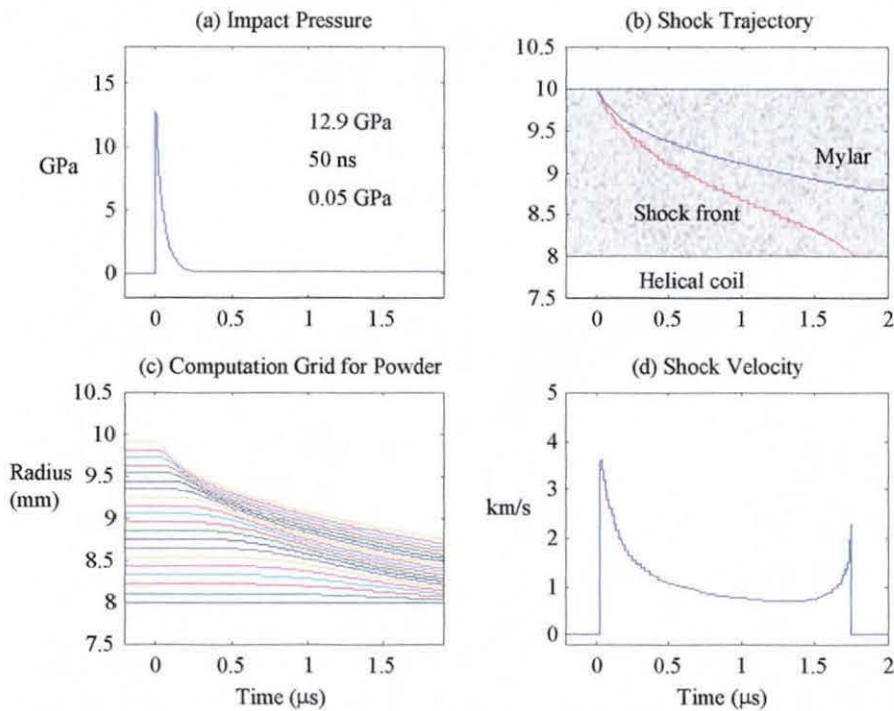 (a) Impact Pressure
15
10
5
0
GPa
12.9 GPa
50 ns
0.05 GPa
0
0.5
1
1.5
(b) Shock Trajectory
10.5
10
9.5
9
8.5
8
7.5
Mylar
Shock front
Helical coil
0
0.5
1
1.5
2
(c) Computation Grid for Powder
10.5
10
9.5
9
8.5
8
7.5
Radius
(mm)
0
0.5
1
1.5
Time (μs)
(d) Shock Velocity
5
4
3
2
1
0
km/s
0
0.5
1
1.5
2
Time (μs)